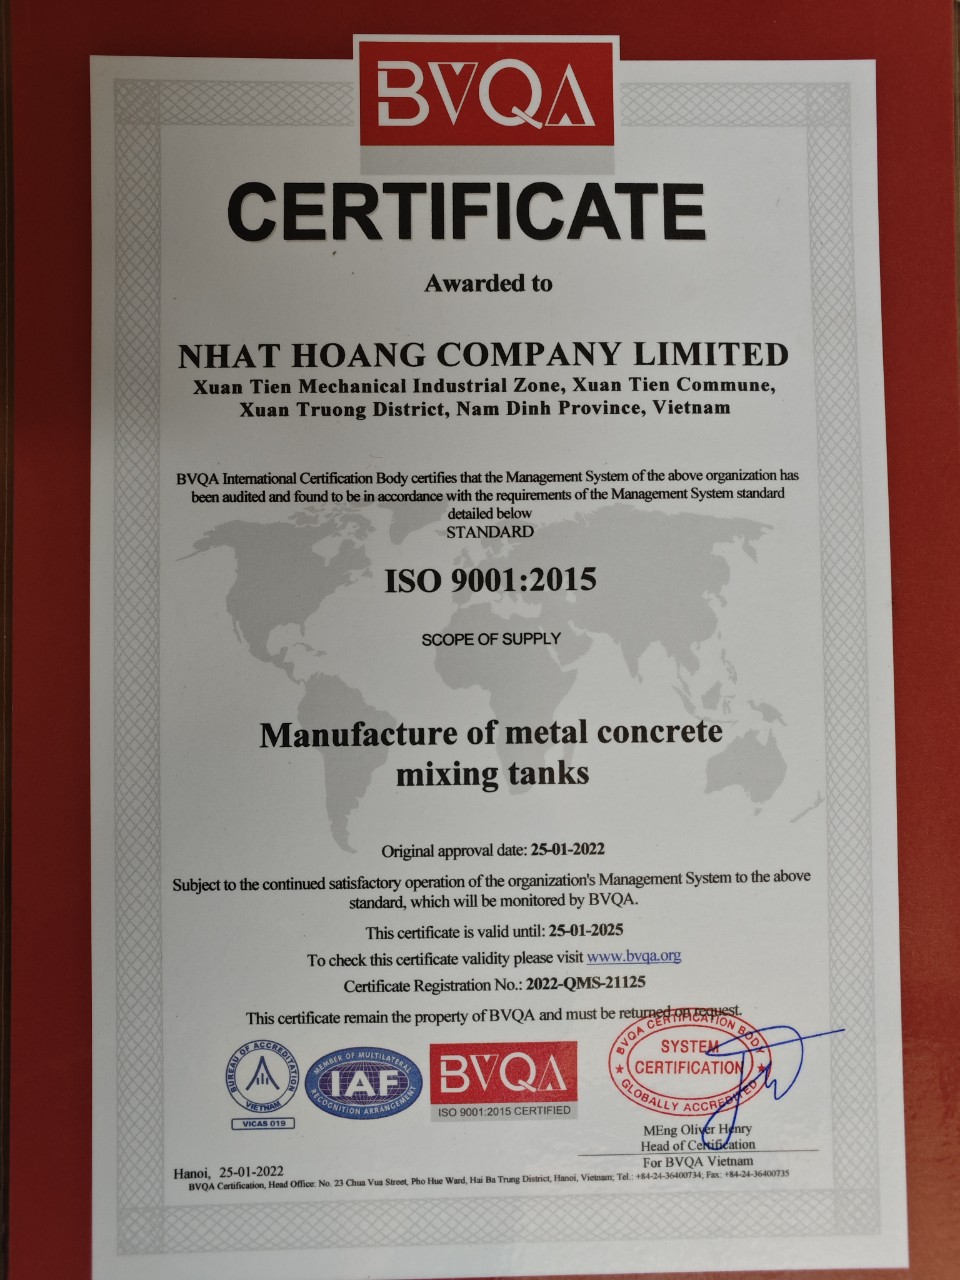 BVQA
CERTIFICATE
Awarded to
NHAT HOANG COMPANY LIMITED
Xuan Tien Mechanical Industrial Zone, Xuan Tien Commune,
Xuan Truong District, Nam Dinh Province, Vietnam
BVQA International Certification Body certifies that the Management System of the above organization has
been audited and found to be in accordance with the requirements of the Management System standard
detailed below
STANDARD
ISO 9001:2015
SCOPE OF SUPPLY
Manufacture of metal concrete
mixing tanks
Original approval date: 25-01-2022
Subject to the continued satisfactory operation of the organization's Management System to the above
standard, which will be monitored by BVQA.
This certificate is valid until: 25-01-2025
To check this certificate validity please visit www.bvqa.org
Certificate Registration No.: 2022-QMS-21125
This certificate remain the property of BVQA and must be returned on request.
BUREAU OF ACCREDITATION
VIETNAM
VICAS 019
MEMBER OF MULTILATERAL
IAF
RECOGNITION ARRANGEMENT
BVQA
ISO 9001:2015 CERTIFIED
BVQA CERTIFICATION BODY
SYSTEM
CERTIFICATION
GLOBALLY ACCREDITED
MEng Oliver Henry
Head of Certification
For BVQA Vietnam
Hanoi, 25-01-2022
BVQA Certification, Head Office: No. 23 Chua Vua Street, Pho Hue Ward, Hai Ba Trung District, Hanoi, Vietnam; Tel.: +84-24-36400734; Fax: +84-24-36400735